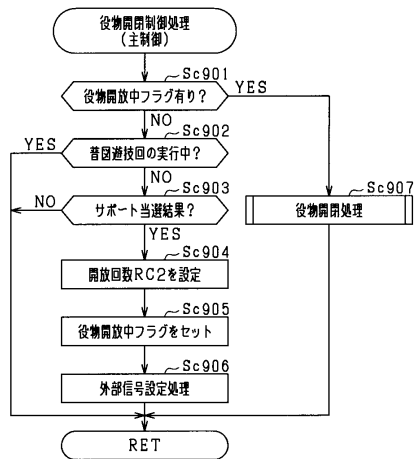 役物開閉制御処理
(主制御)
Sc901
役物開放中フラグ有り?
YES
NO
Sc902
YES
普図遊技回の実行中?
NO
Sc903
NO
サポート当選結果?
YES
Sc907
役物開閉処理
Sc904
開放回数RC2を設定
Sc905
役物開放中フラグをセット
Sc906
外部信号設定処理
RET